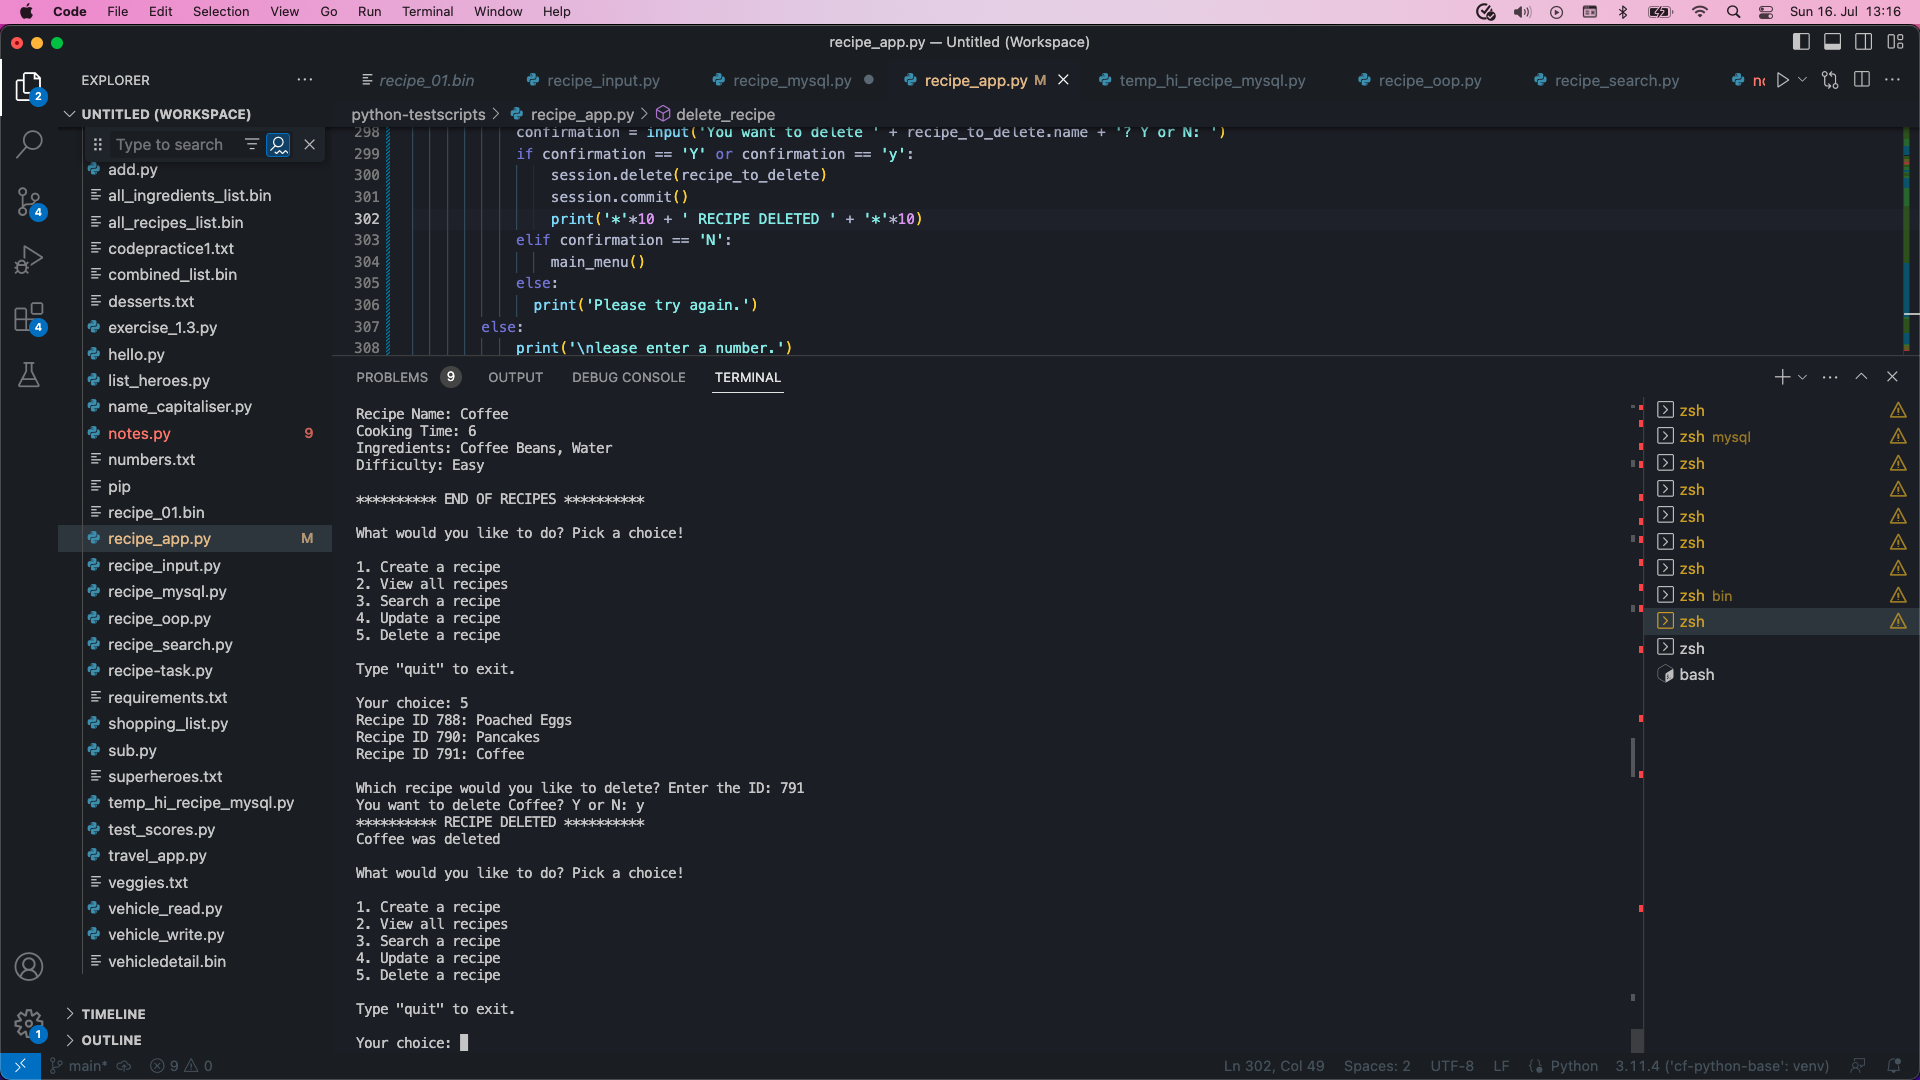 Code File Edit Selection View Go Run Terminal Window Help Sun 16. Jul 13:16
recipe_app.py — Untitled (Workspace)
EXPLORER
recipe_01.bin recipe_input.py recipe_mysql.py recipe_app.py M temp_hi_recipe_mysql.py recipe_oop.py recipe_search.py
UNTITLED (WORKSPACE)
python-testscripts > recipe_app.py > delete_recipe
Type to search
add.py
all_ingredients_list.bin
all_recipes_list.bin
codepractice1.txt
combined_list.bin
desserts.txt
exercise_1.3.py
hello.py
list_heroes.py
name_capitaliser.py
notes.py 9
numbers.txt
pip
recipe_01.bin
recipe_app.py M
recipe_input.py
recipe_mysql.py
recipe_oop.py
recipe_search.py
recipe-task.py
requirements.txt
shopping_list.py
sub.py
superheroes.txt
temp_hi_recipe_mysql.py
test_scores.py
travel_app.py
veggies.txt
vehicle_read.py
vehicle_write.py
vehicledetail.bin
TIMELINE
OUTLINE
2
4
4
1
298 confirmation = input('You want to delete ' + recipe_to_delete.name + '? Y or N: ')
299 if confirmation == 'Y' or confirmation == 'y':
300 session.delete(recipe_to_delete)
301 session.commit()
302 print('*'*10 + ' RECIPE DELETED ' + '*'*10)
303 elif confirmation == 'N':
304 main_menu()
305 else:
306 print('Please try again.')
307 else:
308 print('\nlease enter a number.')
PROBLEMS 9 OUTPUT DEBUG CONSOLE TERMINAL
Recipe Name: Coffee
Cooking Time: 6
Ingredients: Coffee Beans, Water
Difficulty: Easy
********** END OF RECIPES **********
What would you like to do? Pick a choice!
1. Create a recipe
2. View all recipes
3. Search a recipe
4. Update a recipe
5. Delete a recipe
Type "quit" to exit.
Your choice: 5
Recipe ID 788: Poached Eggs
Recipe ID 790: Pancakes
Recipe ID 791: Coffee
Which recipe would you like to delete? Enter the ID: 791
You want to delete Coffee? Y or N: y
********** RECIPE DELETED **********
Coffee was deleted
What would you like to do? Pick a choice!
1. Create a recipe
2. View all recipes
3. Search a recipe
4. Update a recipe
5. Delete a recipe
Type "quit" to exit.
Your choice:
zsh
zsh mysql
zsh
zsh
zsh
zsh
zsh
zsh bin
zsh
zsh
bash
main* 9 0 Ln 302, Col 49 Spaces: 2 UTF-8 LF Python 3.11.4 ('cf-python-base': venv)